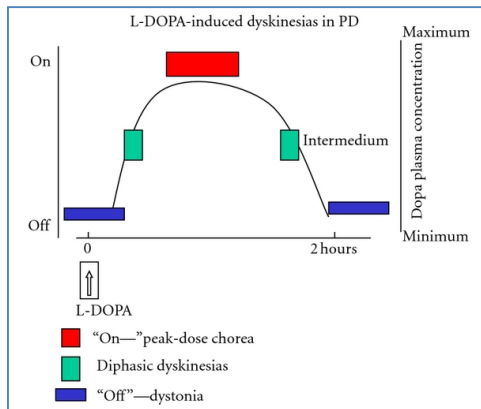 L-DOPA-induced dyskinesias in PD
Maximum
On
Intermedium
Dopa plasma concentration
Off
Minimum
0
2 hours
L-DOPA
“On—”peak-dose chorea
Diphasic dyskinesias
“Off”—dystonia